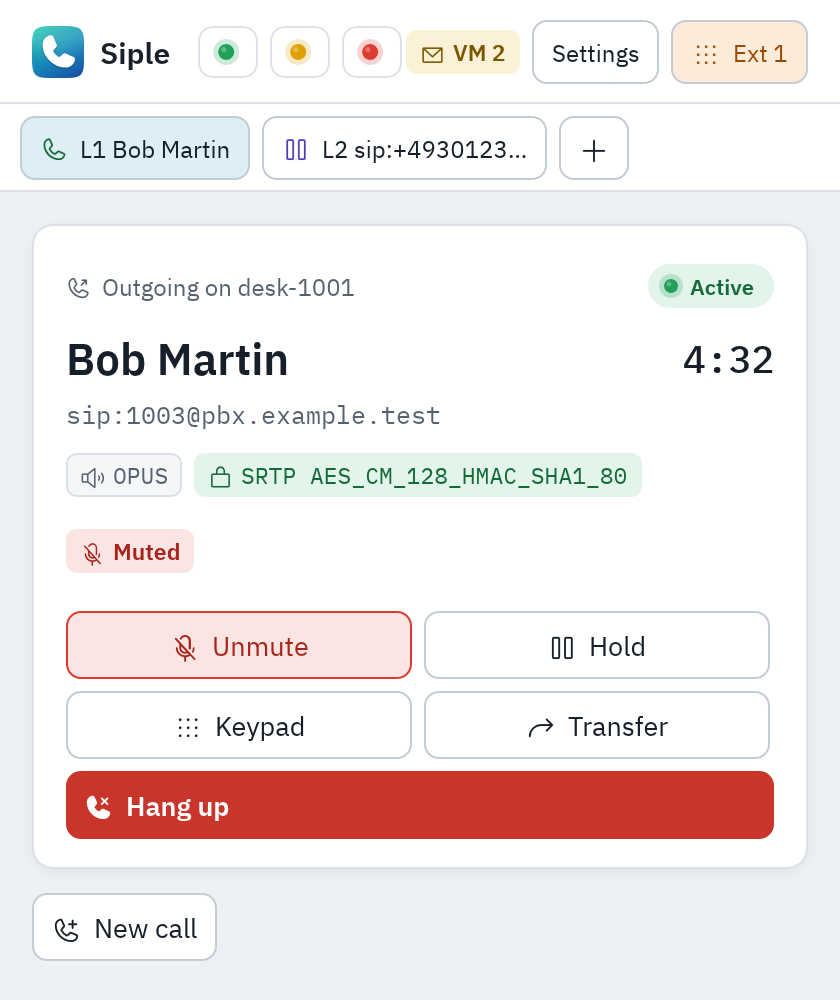 Siple VM 2 Settings Ext 1
L1 Bob Martin L2 sip:+4930123...
Outgoing on desk-1001 Active
Bob Martin 4:32
sip:1003@pbx.example.test
OPUS SRTP AES_CM_128_HMAC_SHA1_80
Muted
Unmute Hold
Keypad Transfer
Hang up
New call